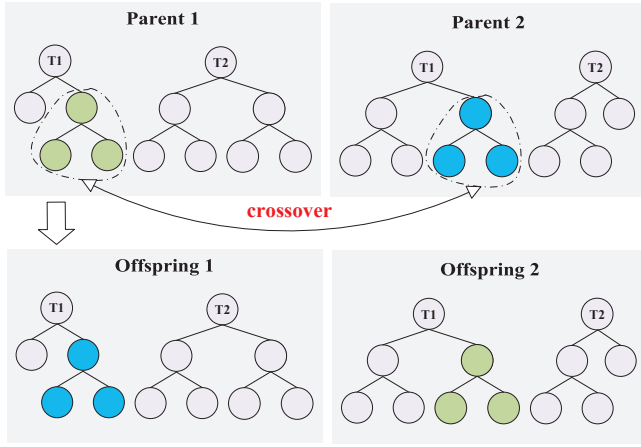 Parent 1
Parent 2
T1
T2
T1
T2
crossover
Offspring 1
Offspring 2
T1
T2
T1
T2